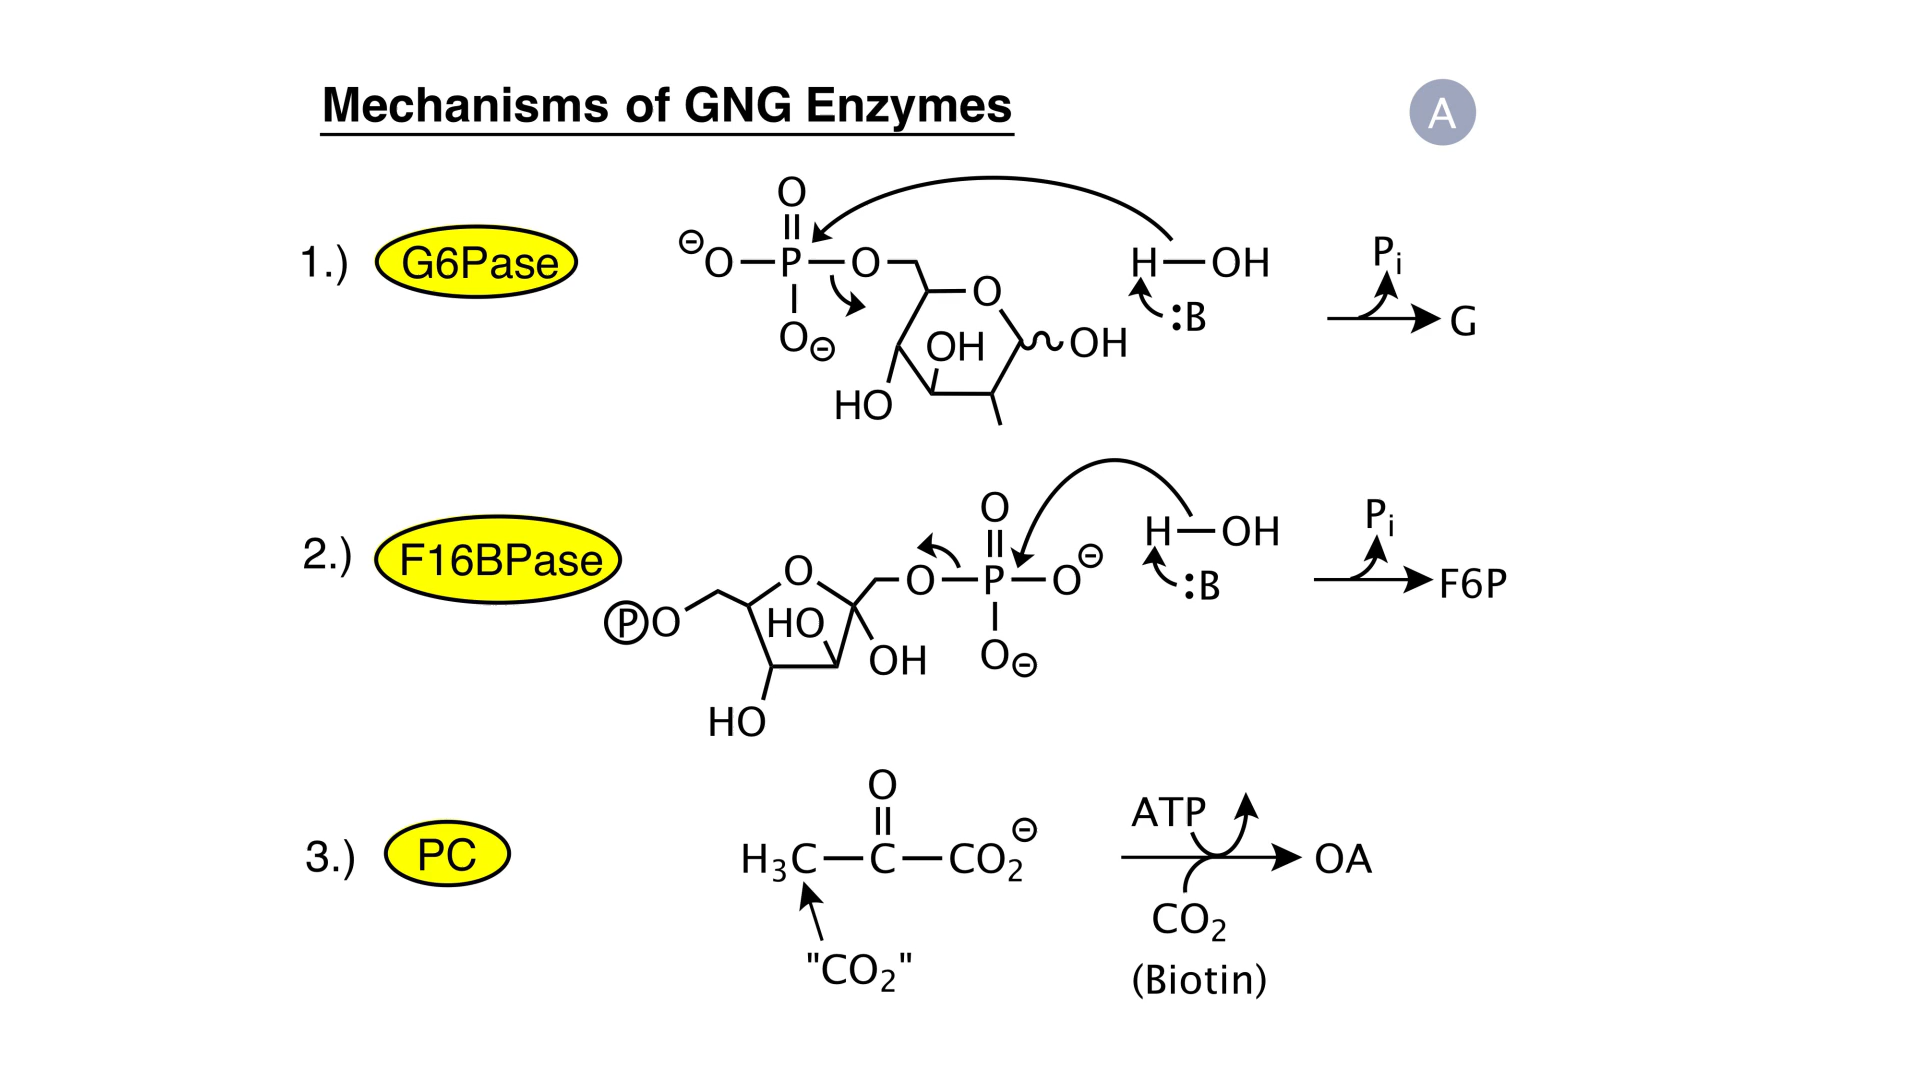 Mechanisms of GNG Enzymes
A
1.) G6Pase
O
⊖O—P—O
O⊖
O
OH
OH
HO
H—OH
:B
Pi
G
2.) F16BPase
O
O—P—O⊖
O⊖
O
ⓅO
HO
OH
HO
H—OH
:B
Pi
F6P
3.) PC
O
H₃C—C—CO₂⊖
"CO₂"
ATP
OA
CO₂
(Biotin)